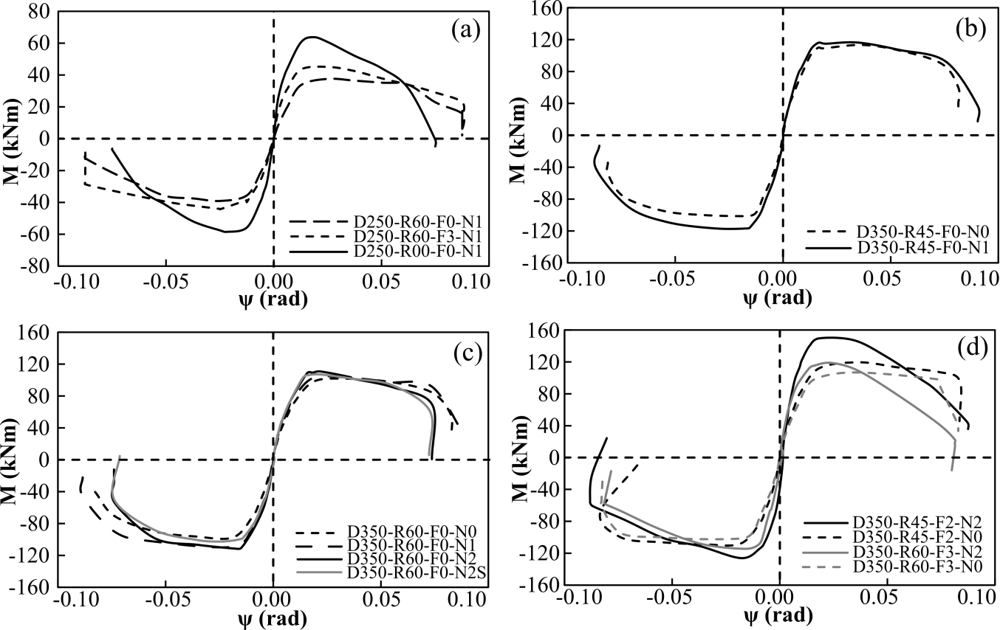 (a)
M (kNm)
80
60
40
20
0
-20
-40
-60
-80
D250-R60-F0-N1
D250-R60-F3-N1
D250-R00-F0-N1
-0.10 -0.05 0.00 0.05 0.10
ψ (rad)
(b)
M (kNm)
160
120
80
40
0
-40
-80
-120
-160
D350-R45-F0-N0
D350-R45-F0-N1
-0.10 -0.05 0.00 0.05 0.10
ψ (rad)
(c)
M (kNm)
160
120
80
40
0
-40
-80
-120
-160
D350-R60-F0-N0
D350-R60-F0-N1
D350-R60-F0-N2
D350-R60-F0-N2S
-0.10 -0.05 0.00 0.05 0.10
ψ (rad)
(d)
M (kNm)
160
120
80
40
0
-40
-80
-120
-160
D350-R45-F2-N2
D350-R45-F2-N0
D350-R60-F3-N2
D350-R60-F3-N0
-0.10 -0.05 0.00 0.05 0.10
ψ (rad)